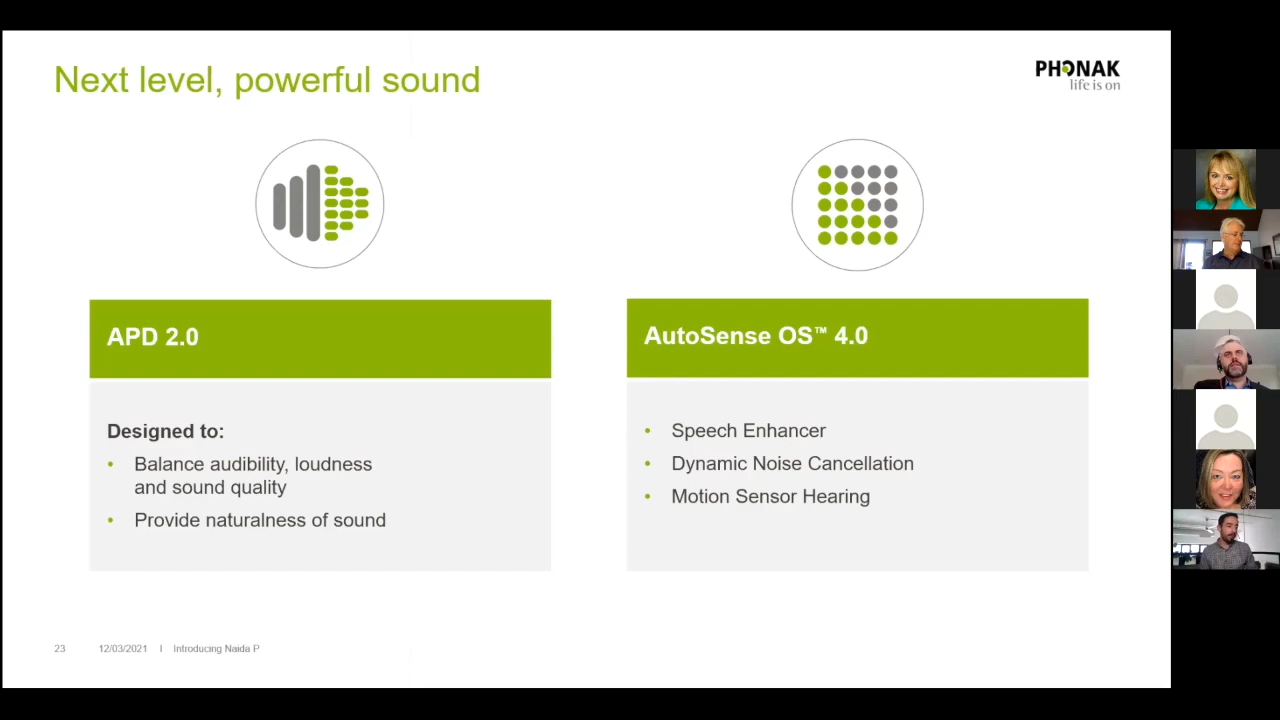 Next level, powerful sound
PHONAK
life is on
APD 2.0
AutoSense OS™ 4.0
Designed to:
• Balance audibility, loudness
and sound quality
• Provide naturalness of sound
• Speech Enhancer
• Dynamic Noise Cancellation
• Motion Sensor Hearing
23 12/03/2021 I Introducing Naida P